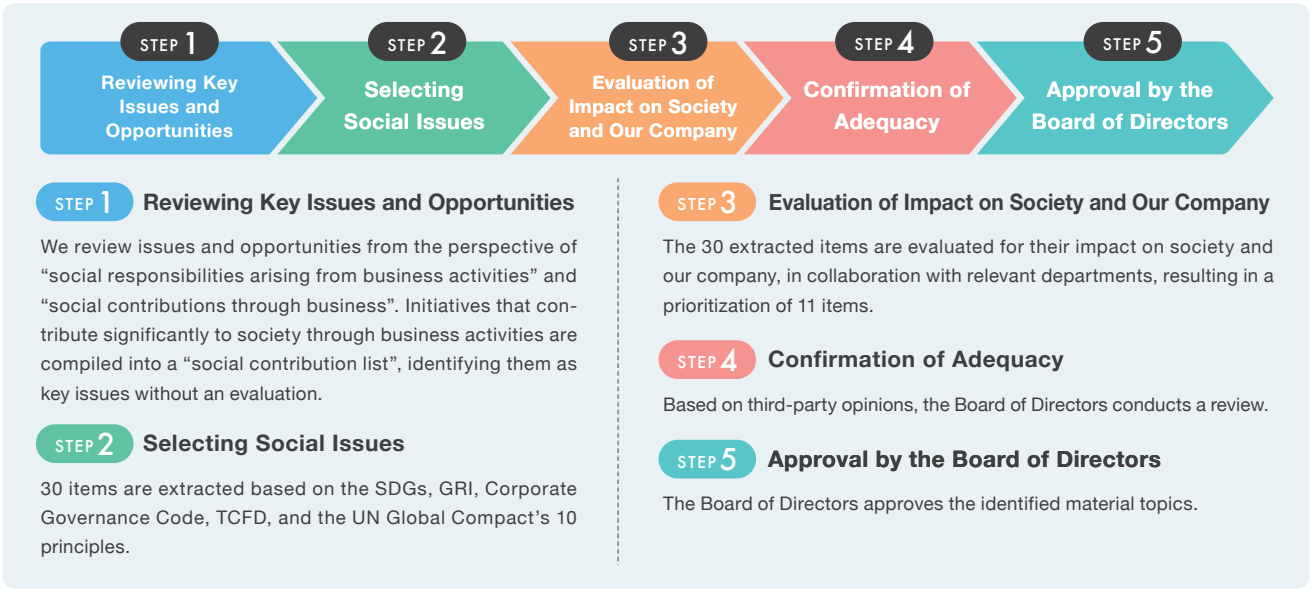 STEP 1
Reviewing Key
Issues and
Opportunities
STEP 2
Selecting
Social Issues
STEP 3
Evaluation of
Impact on Society
and Our Company
STEP 4
Confirmation of
Adequacy
STEP 5
Approval by the
Board of Directors
STEP 1 Reviewing Key Issues and Opportunities
We review issues and opportunities from the perspective of
“social responsibilities arising from business activities” and
“social contributions through business”. Initiatives that con-
tribute significantly to society through business activities are
compiled into a “social contribution list”, identifying them as
key issues without an evaluation.
STEP 2 Selecting Social Issues
30 items are extracted based on the SDGs, GRI, Corporate
Governance Code, TCFD, and the UN Global Compact’s 10
principles.
STEP 3 Evaluation of Impact on Society and Our Company
The 30 extracted items are evaluated for their impact on society and
our company, in collaboration with relevant departments, resulting in a
prioritization of 11 items.
STEP 4 Confirmation of Adequacy
Based on third-party opinions, the Board of Directors conducts a review.
STEP 5 Approval by the Board of Directors
The Board of Directors approves the identified material topics.